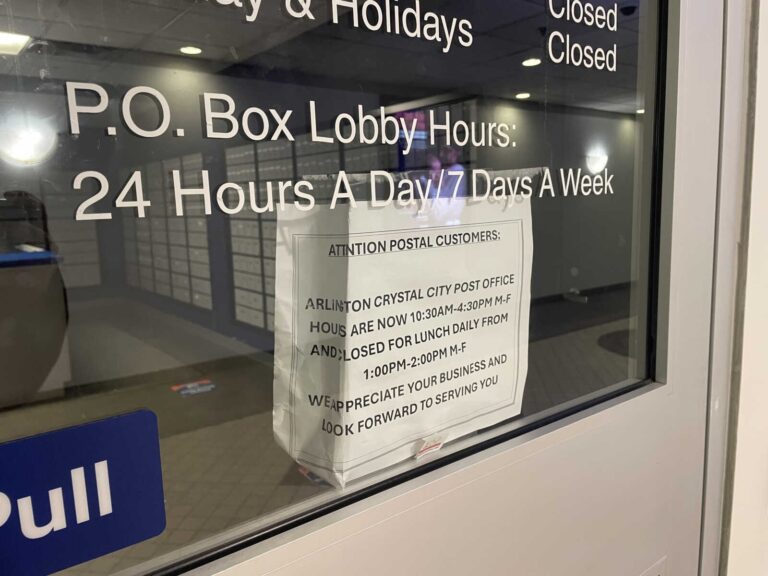 & Holidays
Closed
Closed
P.O. Box Lobby Hours:
24 Hours A Day/7 Days A Week
ATTENTION POSTAL CUSTOMERS:
ARLINGTON CRYSTAL CITY POST OFFICE
HOURS ARE NOW 10:30AM-4:30PM M-F
AND CLOSED FOR LUNCH DAILY FROM
1:00PM-2:00PM M-F
WE APPRECIATE YOUR BUSINESS AND
LOOK FORWARD TO SERVING YOU
Pull